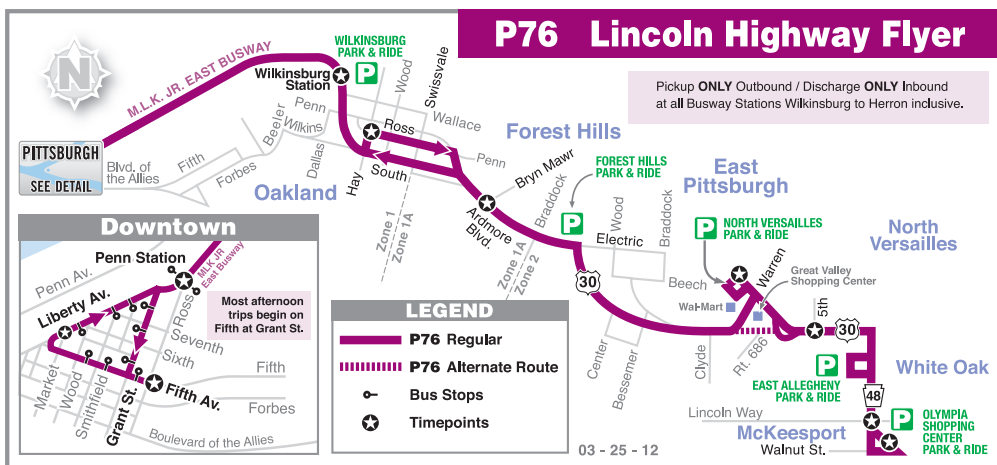 P76 Lincoln Highway Flyer
Pickup ONLY Outbound / Discharge ONLY Inbound
at all Busway Stations Wilkinsburg to Herron inclusive.
N
WILKINSBURG
PARK & RIDE
P
Wilkinsburg
Station
M.L.K. JR. EAST BUSWAY
PITTSBURGH
SEE DETAIL
Blvd. of
the Allies
Fifth
Forbes
Beeler
Wilkins
Penn
Dallas
Hay
South
Ross
Wood
Swissvale
Wallace
Penn
Oakland
Zone 1
Zone 1A
Forest Hills
Bryn Mawr
Ardmore
Blvd.
Braddock
Zone 1A
Zone 2
FOREST HILLS
PARK & RIDE
P
Wood
Braddock
Electric
30
East
Pittsburgh
P
NORTH VERSAILLES
PARK & RIDE
North
Versailles
Beech
Warren
Wal-Mart
Great Valley
Shopping Center
5th
30
Center
Bessemer
Clyde
Rt. 686
P
EAST ALLEGHENY
PARK & RIDE
White Oak
48
Lincoln Way
McKeesport
Walnut St.
P
OLYMPIA
SHOPPING
CENTER
PARK & RIDE
Downtown
Penn Station
MLK JR
East Busway
Penn Av.
Liberty Av.
Ross
Most afternoon
trips begin on
Fifth at Grant St.
Seventh
Sixth
Fifth Av.
Fifth
Forbes
Market
Wood
Smithfield
Grant St.
Boulevard of the Allies
LEGEND
P76 Regular
P76 Alternate Route
Bus Stops
Timepoints
03 - 25 - 12